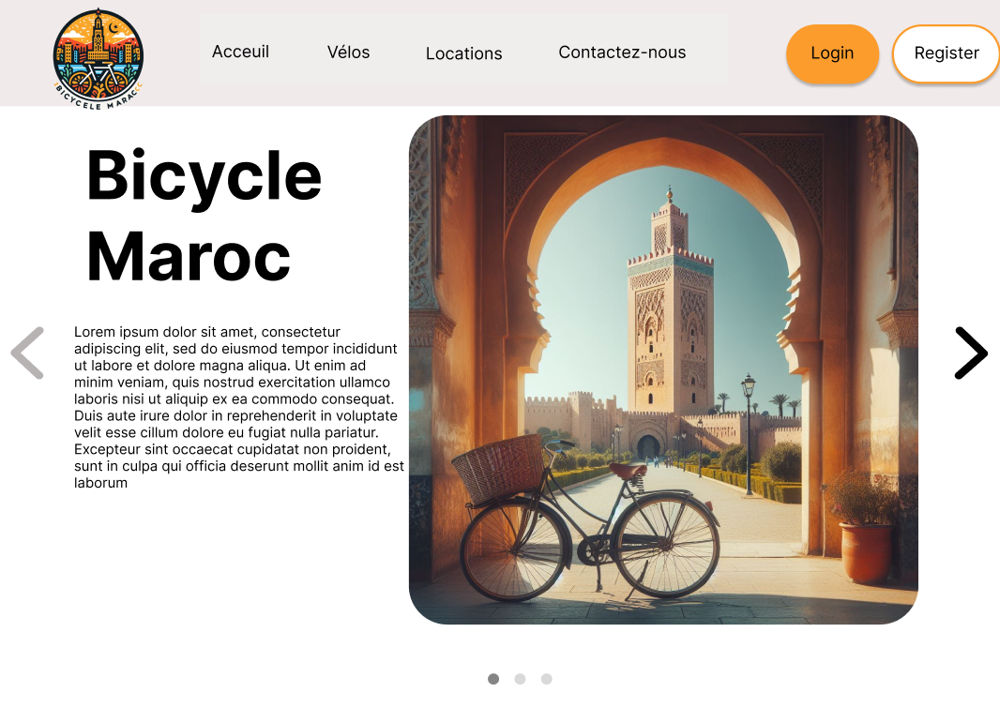 Acceuil
Vélos
Locations
Contactez-nous
Login
Register
BICYCELE MARAC
Bicycle
Maroc
Lorem ipsum dolor sit amet, consectetur
adipiscing elit, sed do eiusmod tempor incididunt
ut labore et dolore magna aliqua. Ut enim ad
minim veniam, quis nostrud exercitation ullamco
laboris nisi ut aliquip ex ea commodo consequat.
Duis aute irure dolor in reprehenderit in voluptate
velit esse cillum dolore eu fugiat nulla pariatur.
Excepteur sint occaecat cupidatat non proident,
sunt in culpa qui officia deserunt mollit anim id est
laborum